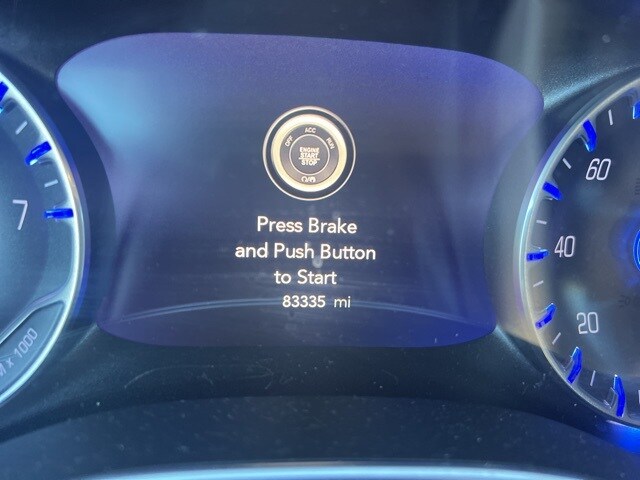 OFF ACC RUN
ENGINE
START
STOP
Press Brake
and Push Button
to Start
83335 mi
7
x 1000
60
40
20